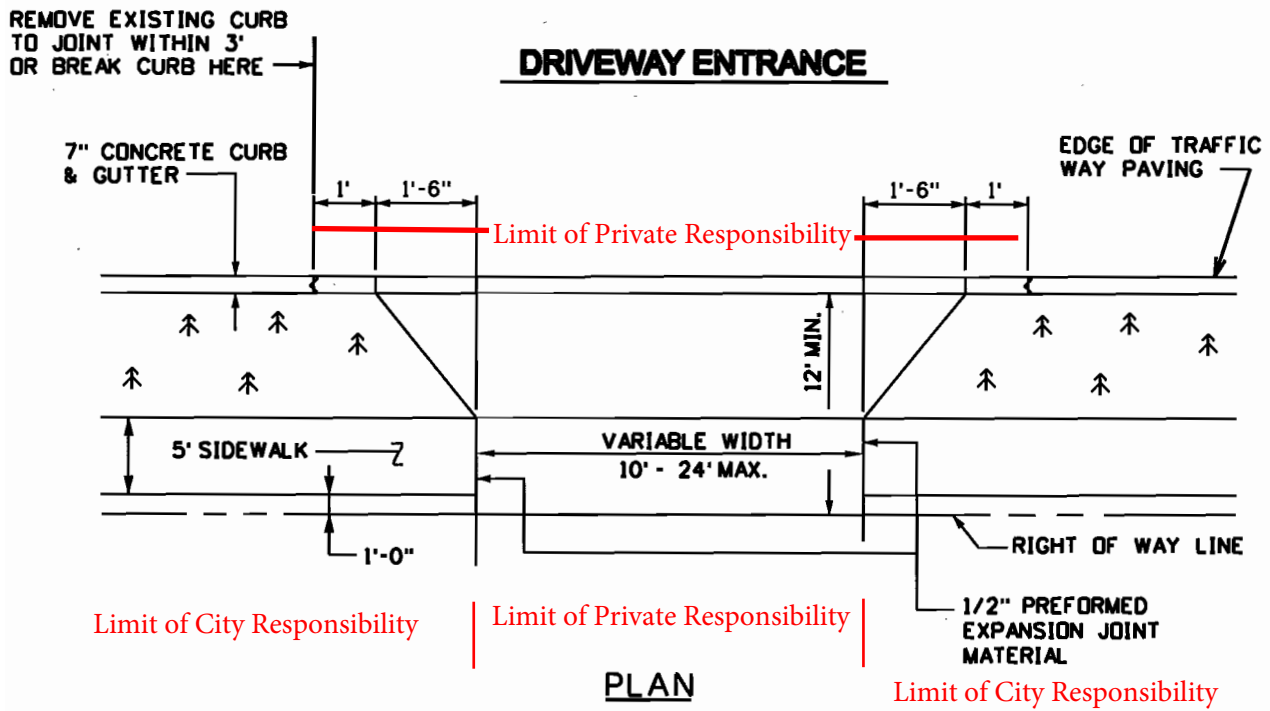 REMOVE EXISTING CURB
TO JOINT WITHIN 3'
OR BREAK CURB HERE
DRIVEWAY ENTRANCE
7" CONCRETE CURB
& GUTTER
EDGE OF TRAFFIC
WAY PAVING
1'
1'-6"
1'-6"
1'
Limit of Private Responsibility
12' MIN.
5' SIDEWALK
VARIABLE WIDTH
10' - 24' MAX.
1'-0"
RIGHT OF WAY LINE
1/2" PREFORMED
EXPANSION JOINT
MATERIAL
Limit of City Responsibility
Limit of Private Responsibility
Limit of City Responsibility
PLAN